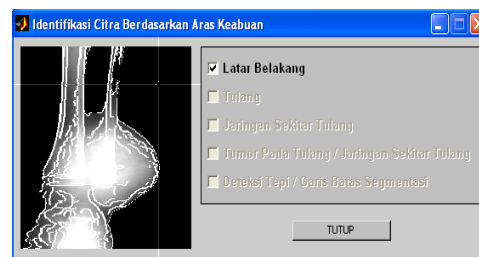 Identifikasi Citra Berdasarkan Aras Keabuan
Latar Belakang
Tulang
Jaringan Sekitar Tulang
Tumor Pada Tulang / Jaringan Sekitar Tulang
Deteksi Tepi / Garis Batas Segmentasi
TUTUP